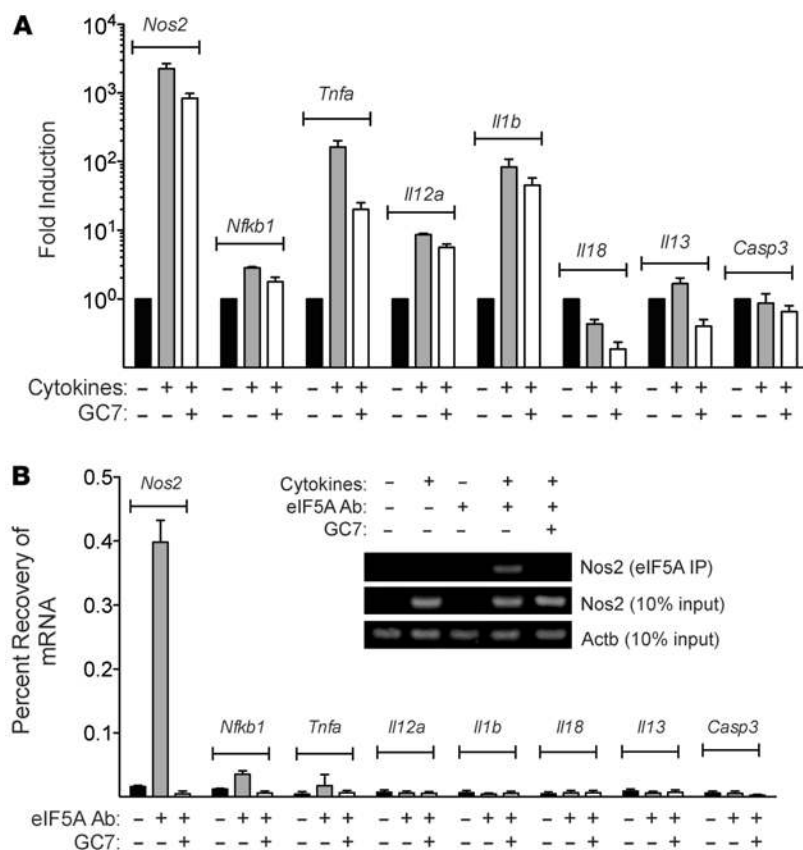 A
Fold Induction
10⁴
10³
10²
10¹
10⁰
Nos2
Nfkb1
Tnfa
Il12a
Il1b
Il18
Il13
Casp3
Cytokines: – + + – + + – + + – + + – + + – + + – + + – + +
GC7: – – + – – + – – + – – + – – + – – + – – + – – +
B
Percent Recovery of
mRNA
0.5
0.4
0.3
0.2
0.1
Cytokines: – + – + +
eIF5A Ab: – – + + +
GC7: – – – – +
Nos2 (eIF5A IP)
Nos2 (10% input)
Actb (10% input)
Nos2
Nfkb1
Tnfa
Il12a
Il1b
Il18
Il13
Casp3
eIF5A Ab: – + + – + + – + + – + + – + + – + + – + + – + +
GC7: – – + – – + – – + – – + – – + – – + – – + – – +